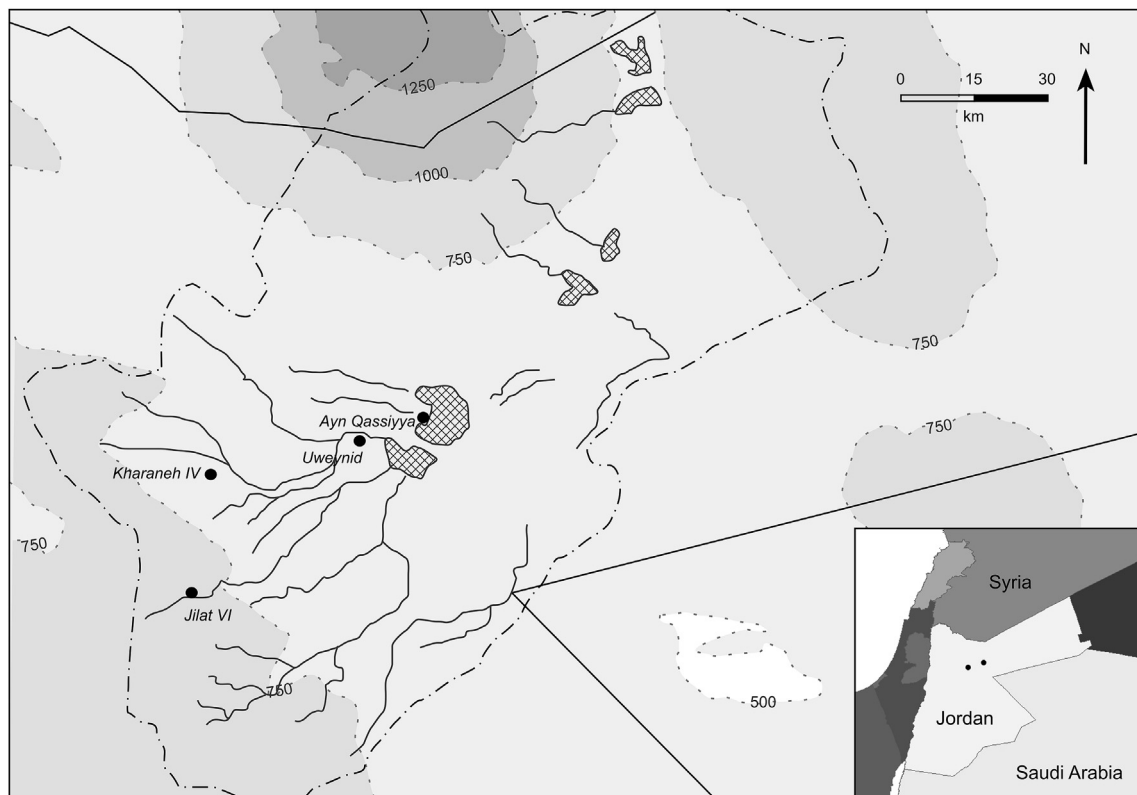 N
1250
0 15 30
km
1000
750
750
Ayn Qassiyya
Uweynid
750
Kharaneh IV
750
Jilat VI
750
500
Syria
Jordan
Saudi Arabia